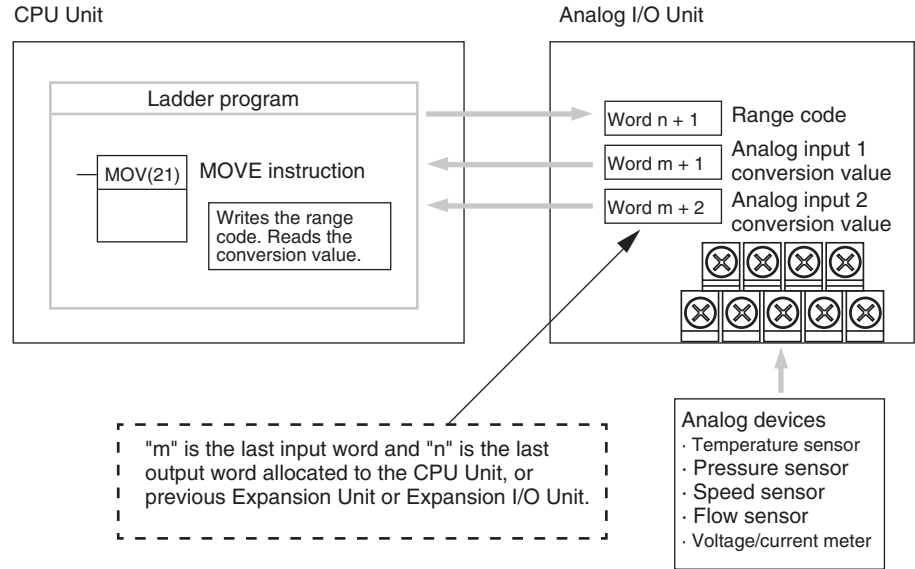 CPU Unit
Analog I/O Unit
Ladder program
MOV(21)
MOVE instruction
Writes the range
code. Reads the
conversion value.
Word n + 1
Range code
Word m + 1
Analog input 1
conversion value
Word m + 2
Analog input 2
conversion value
"m" is the last input word and "n" is the last
output word allocated to the CPU Unit, or
previous Expansion Unit or Expansion I/O Unit.
Analog devices
· Temperature sensor
· Pressure sensor
· Speed sensor
· Flow sensor
· Voltage/current meter